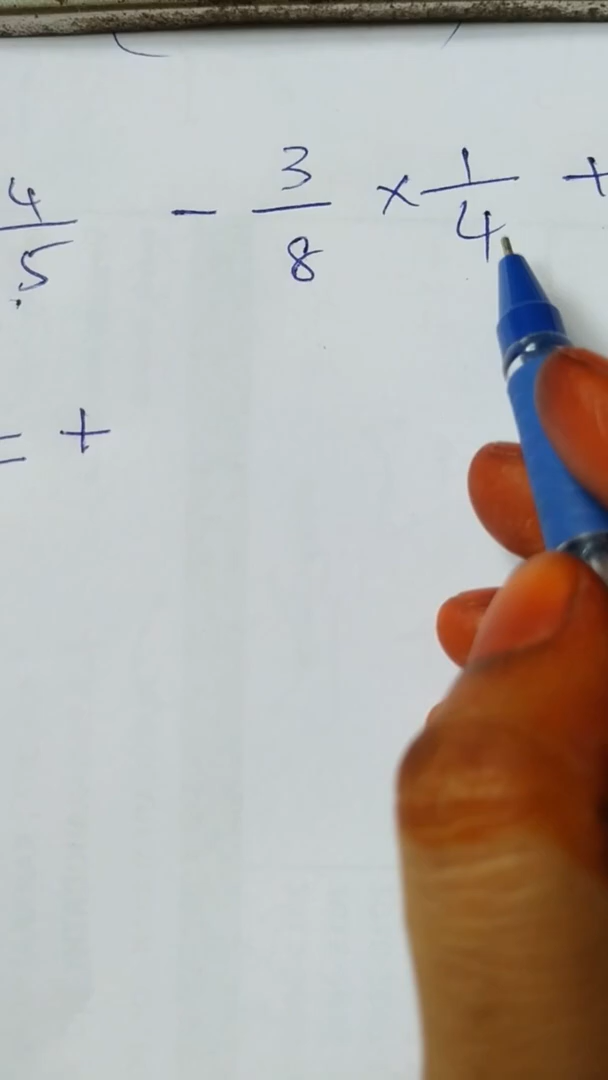 4/5 - 3/8 × 1/4 +
= +